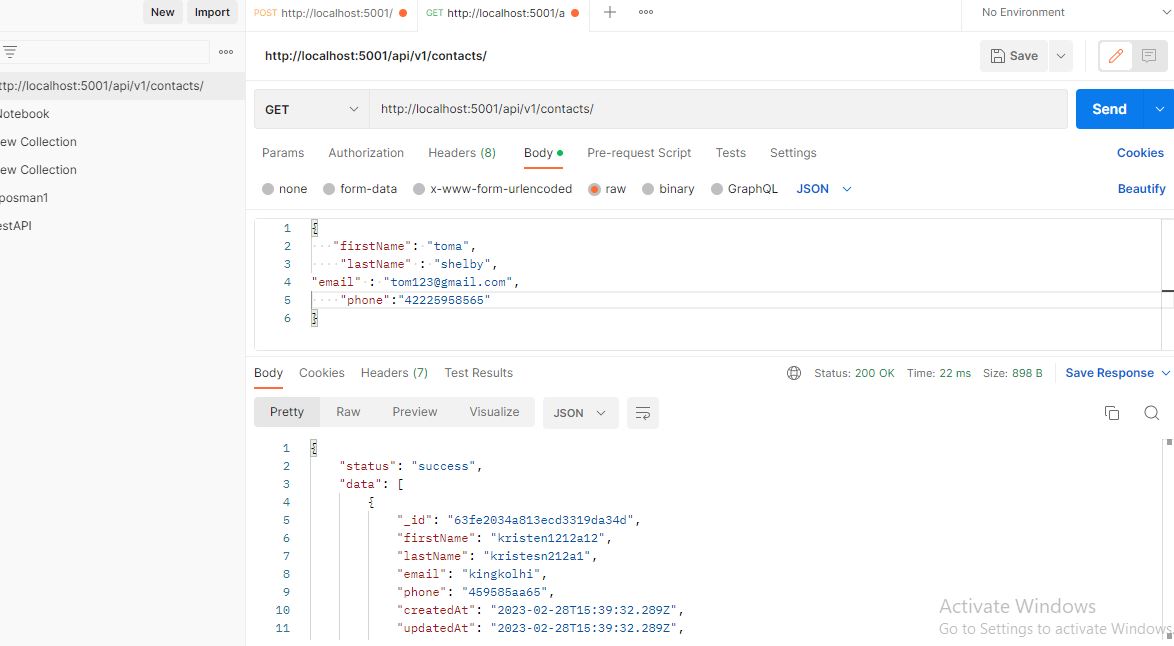 New Import POST http://localhost:5001/ GET http://localhost:5001/a No Environment
http://localhost:5001/api/v1/contacts/ Save
ttp://localhost:5001/api/v1/contacts/
GET http://localhost:5001/api/v1/contacts/ Send
Notebook
ew Collection
Params Authorization Headers (8) Body Pre-request Script Tests Settings Cookies
ew Collection
none form-data x-www-form-urlencoded raw binary GraphQL JSON Beautify
posman1
estAPI
1 {
2 "firstName": "toma",
3 "lastName" : "shelby",
4 "email" : "tom123@gmail.com",
5 "phone":"42225958565"
6 }
Body Cookies Headers (7) Test Results Status: 200 OK Time: 22 ms Size: 898 B Save Response
Pretty Raw Preview Visualize JSON
1 {
2 "status": "success",
3 "data": [
4 {
5 "_id": "63fe2034a813ecd3319da34d",
6 "firstName": "kristen1212a12",
7 "lastName": "kristesn212a1",
8 "email": "kingkolhi",
9 "phone": "459585aa65",
10 "createdAt": "2023-02-28T15:39:32.289Z",
11 "updatedAt": "2023-02-28T15:39:32.289Z",
Activate Windows
Go to Settings to activate Windows.